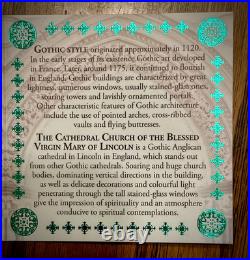 GOTHIC STYLE originated approximately in 1120.
In the early stages of its existence Gothic art developed
in France. Later, around 1175, it continued to flourish
in England. Gothic buildings are characterized by great
lightness, numerous windows, usually stained-glass ones,
soaring towers and lavishly ornamented portals.
Other characteristic features of Gothic architecture
include the use of pointed arches, cross-ribbed
vaults and flying buttresses.
THE CATHEDRAL CHURCH OF THE BLESSED
VIRGIN MARY OF LINCOLN is a Gothic Anglican
cathedral in Lincoln in England, which stands out
from other Gothic cathedrals. Soaring and huge church
bodies, dominating vertical directions in the building,
as well as delicate decorations and colourful light
penetrating through the tall stained-glass windows
give the impression of spirituality and an atmosphere
conducive to spiritual contemplations.